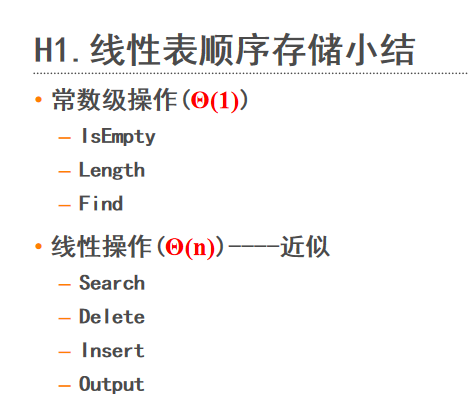 H1.线性表顺序存储小结
• 常数级操作(Θ(1))
– IsEmpty
– Length
– Find
• 线性操作(Θ(n))----近似
– Search
– Delete
– Insert
– Output